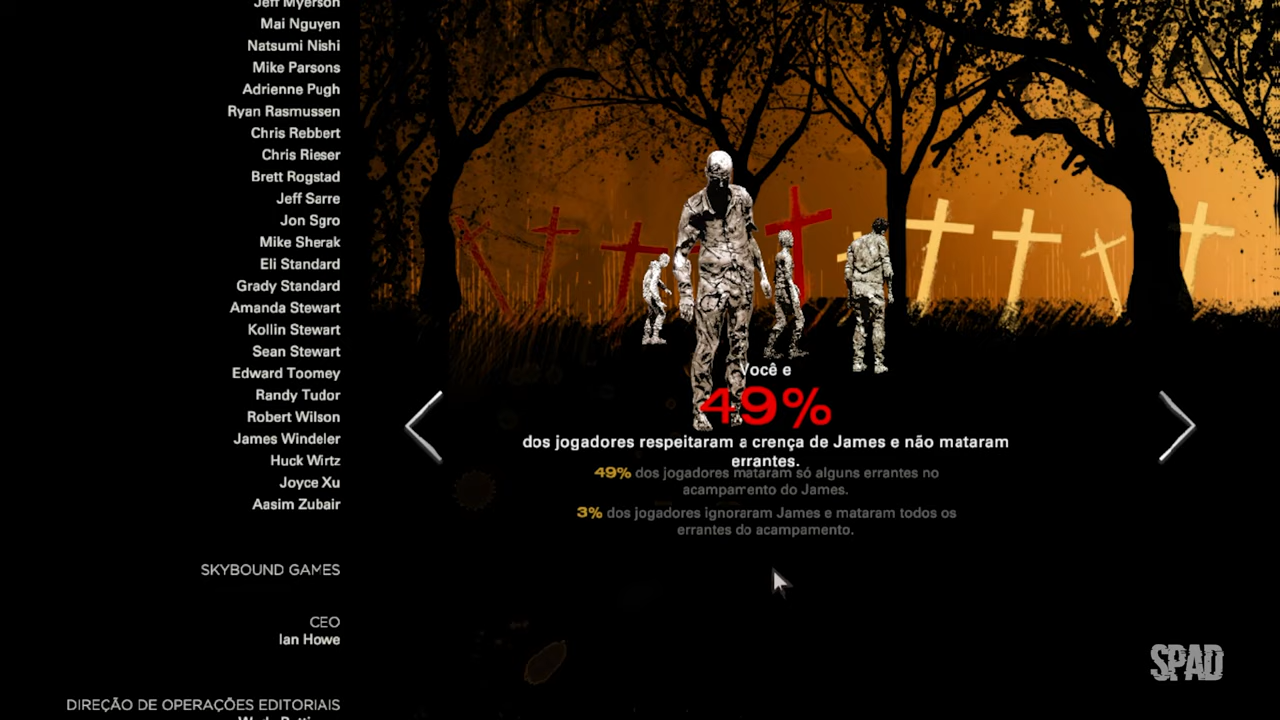 Jeff Myerson
Mai Nguyen
Natsumi Nishi
Mike Parsons
Adrienne Pugh
Ryan Rasmussen
Chris Rebbert
Chris Rieser
Brett Rogstad
Jeff Sarre
Jon Sgro
Mike Sherak
Eli Standard
Grady Standard
Amanda Stewart
Kollin Stewart
Sean Stewart
Edward Toomey
Randy Tudor
Robert Wilson
James Windeler
Huck Wirtz
Joyce Xu
Aasim Zubair
SKYBOUND GAMES
CEO
Ian Howe
DIREÇÃO DE OPERAÇÕES EDITORIAIS
Você e
49%
dos jogadores respeitaram a crença de James e não mataram
errantes.
49% dos jogadores mataram só alguns errantes no
acampamento do James.
3% dos jogadores ignoraram James e mataram todos os
errantes do acampamento.
SPAD